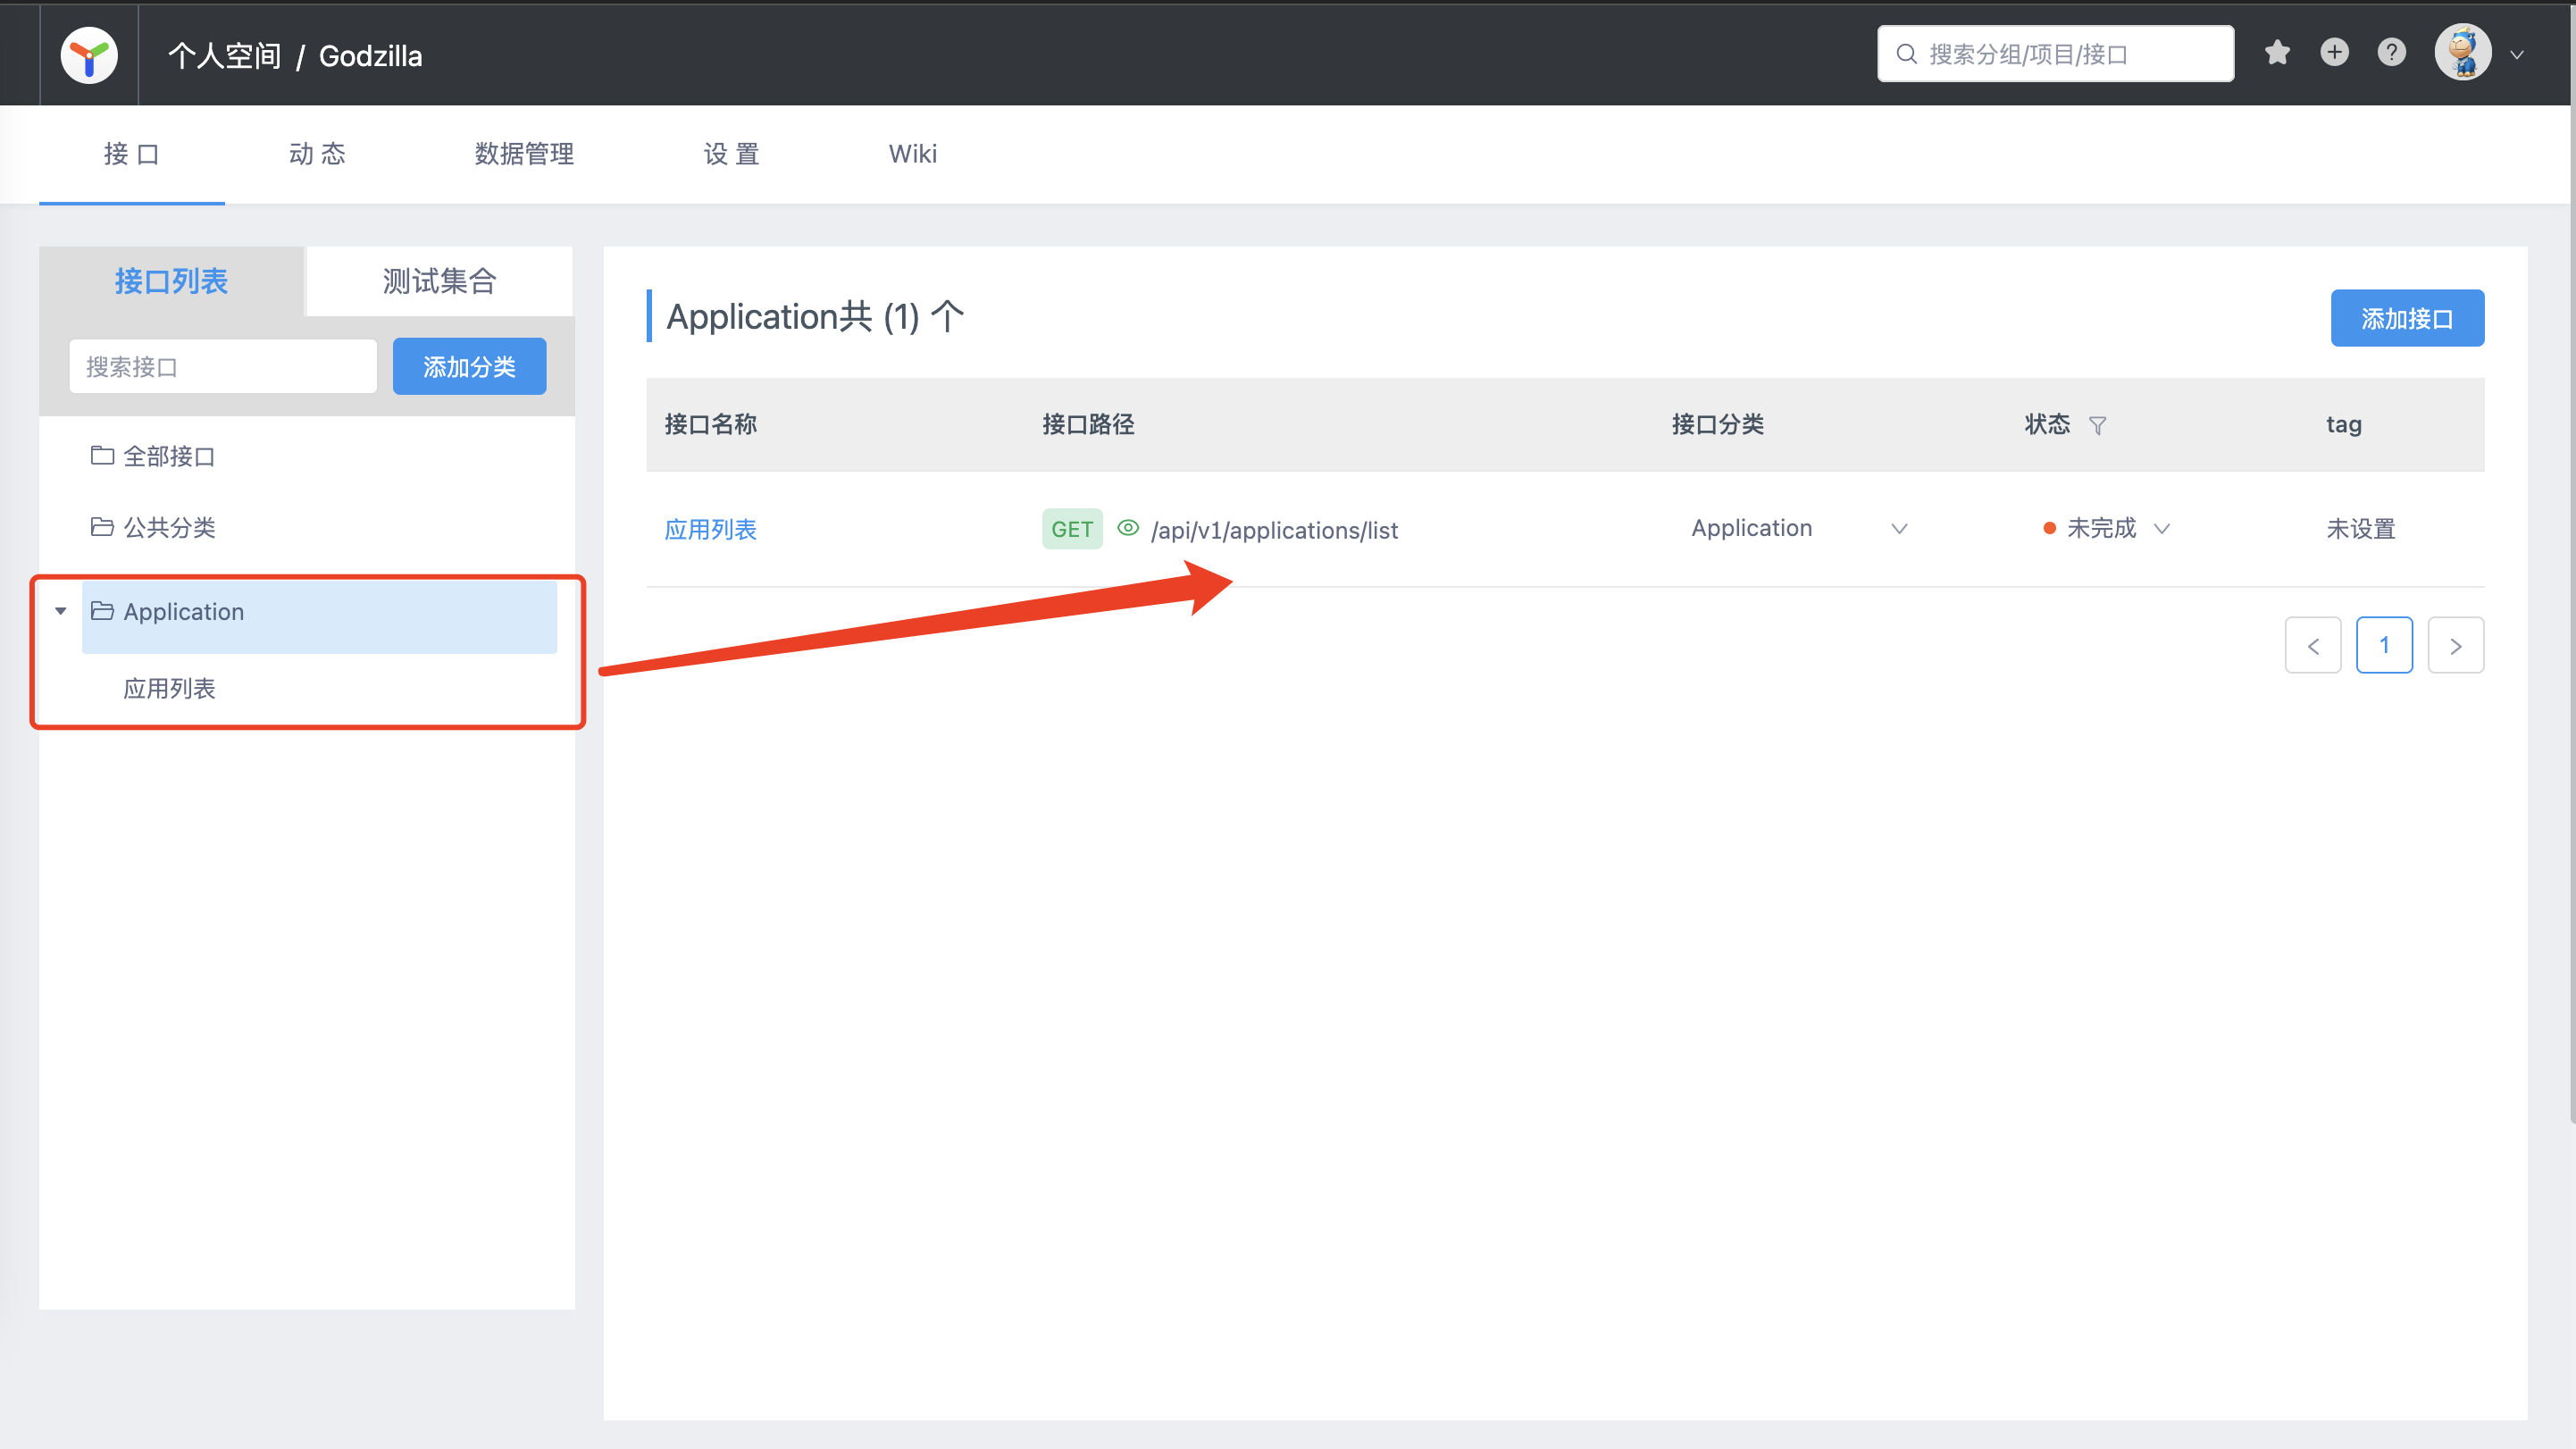 个人空间 / Godzilla
搜索分组/项目/接口
接 口
动 态
数据管理
设 置
Wiki
接口列表
测试集合
搜索接口
添加分类
全部接口
公共分类
Application
应用列表
Application共 (1) 个
添加接口
接口名称 接口路径 接口分类 状态 tag
应用列表 GET /api/v1/applications/list Application 未完成 未设置
1